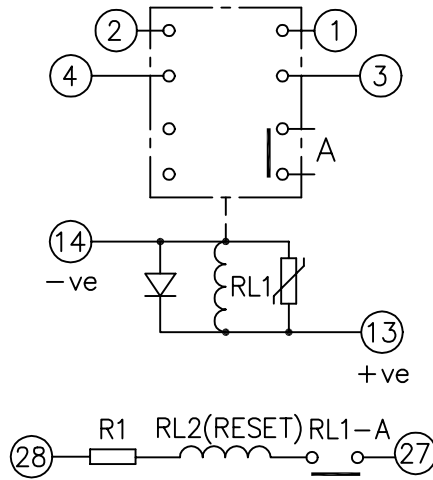 2 1
4 3
A
14
-ve
RL1
13
+ve
R1 RL2(RESET) RL1-A
28 27